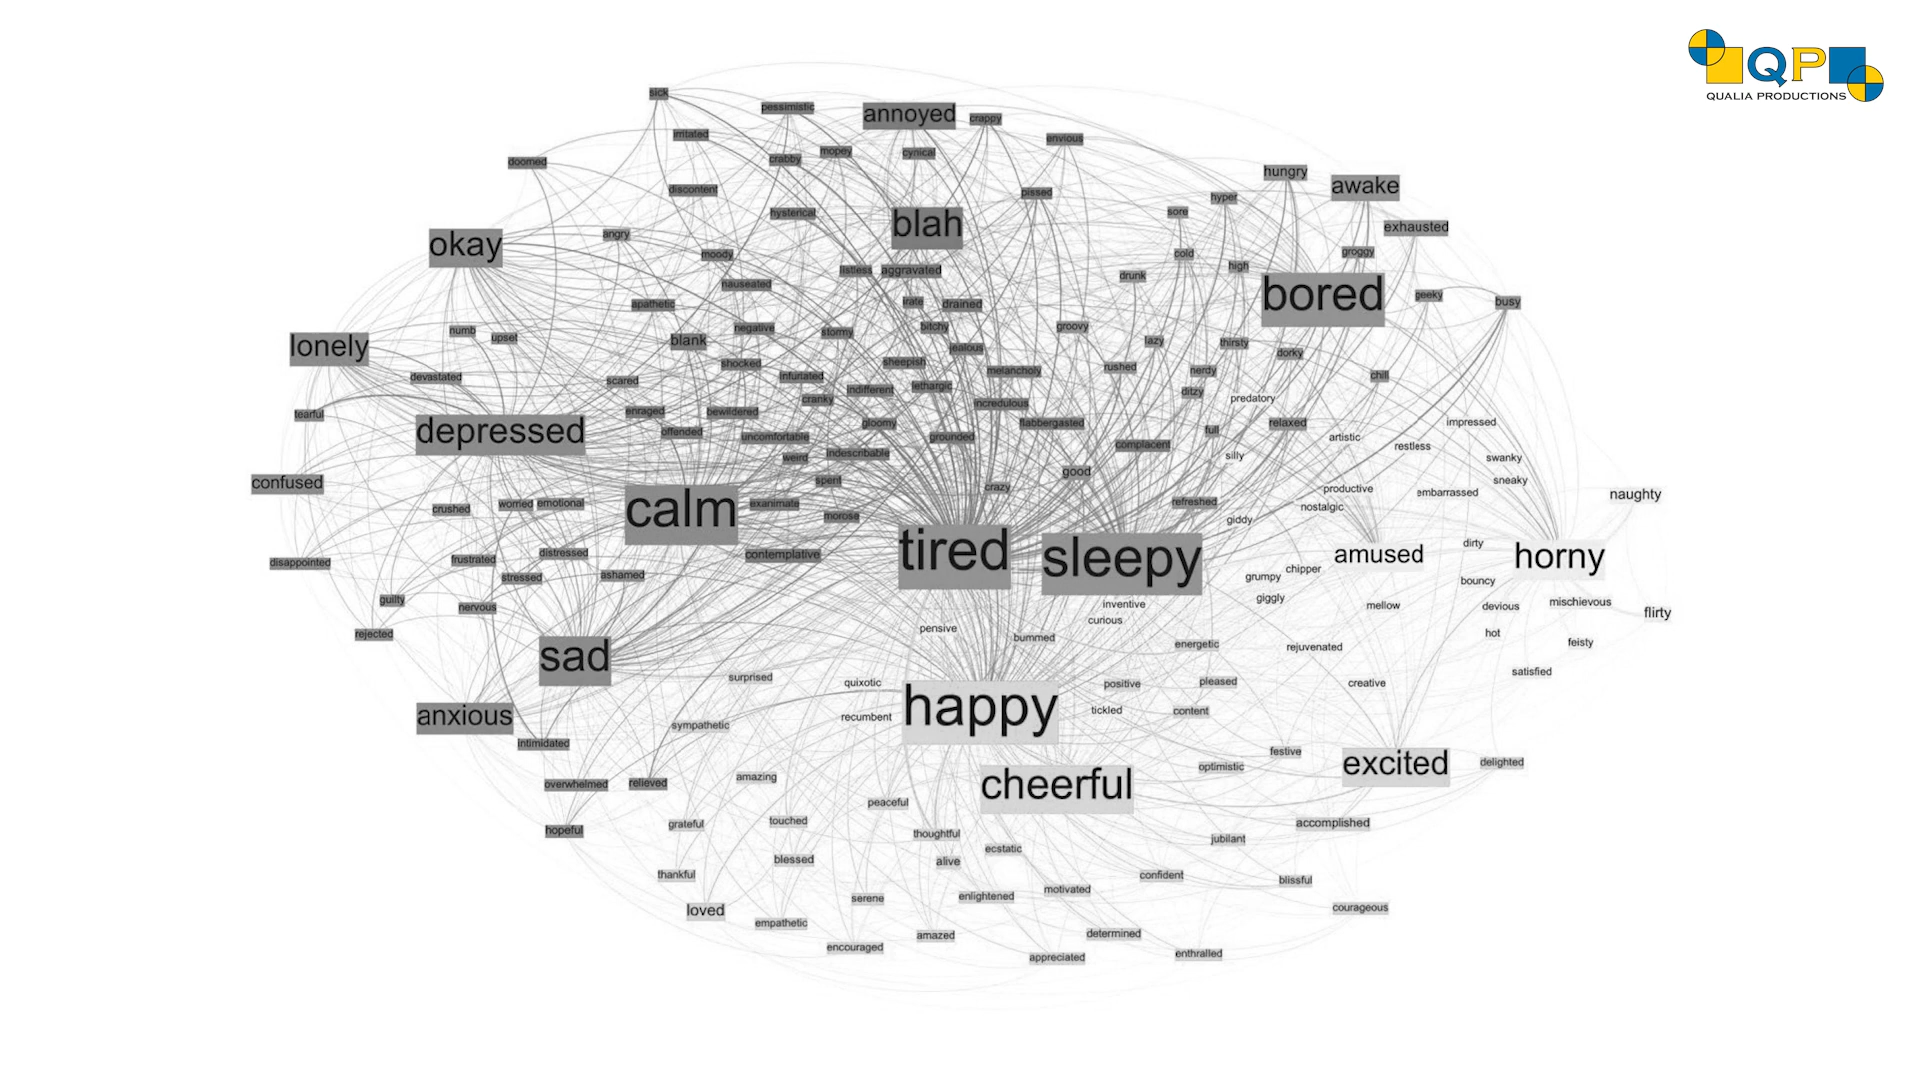 QP
QUALIA PRODUCTIONS
sick
pessimistic
annoyed
crappy
irritated
envious
crabby
mopey
cynical
doomed
hungry
awake
discontent
pissed
hyper
sore
hysterical
blah
exhausted
okay
angry
moody
cold
groggy
listless
aggravated
drunk
high
nauseated
bored
geeky
busy
apathetic
irate
drained
numb
upset
negative
stormy
bitchy
groovy
lonely
blank
jealous
lazy
thirsty
dorky
shocked
sheepish
devastated
scared
infuriated
melancholy
rushed
nerdy
chill
indifferent
lethargic
ditzy
cranky
incredulous
predatory
tearful
enraged
bewildered
depressed
offended
gloomy
flabbergasted
relaxed
impressed
uncomfortable
grounded
complacent
full
artistic
restless
weird
indescribable
silly
swanky
confused
spent
good
sneaky
crazy
productive
embarrassed
naughty
crushed
worried
emotional
calm
exanimate
morose
refreshed
nostalgic
giddy
disappointed
frustrated
distressed
contemplative
tired
sleepy
amused
dirty
horny
stressed
ashamed
grumpy
chipper
bouncy
guilty
nervous
inventive
giggly
mellow
devious
mischievous
flirty
rejected
pensive
curious
bummed
energetic
rejuvenated
hot
feisty
sad
surprised
quixotic
positive
pleased
creative
satisfied
anxious
sympathetic
recumbent
happy
tickled
content
intimidated
festive
overwhelmed
relieved
amazing
cheerful
optimistic
excited
delighted
hopeful
grateful
touched
peaceful
thoughtful
jubilant
accomplished
thankful
blessed
alive
ecstatic
confident
blissful
loved
serene
enlightened
motivated
courageous
empathetic
encouraged
amazed
determined
appreciated
enthralled